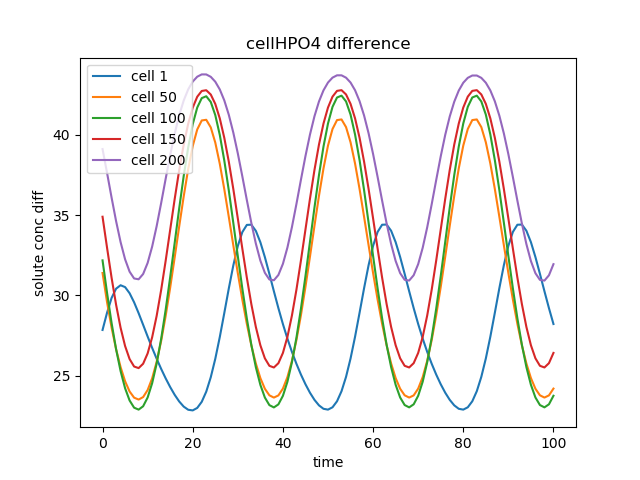 cellHPO4 difference
cell 1
cell 50
cell 100
cell 150
cell 200
solute conc diff
40
35
30
25
0 20 40 60 80 100
time